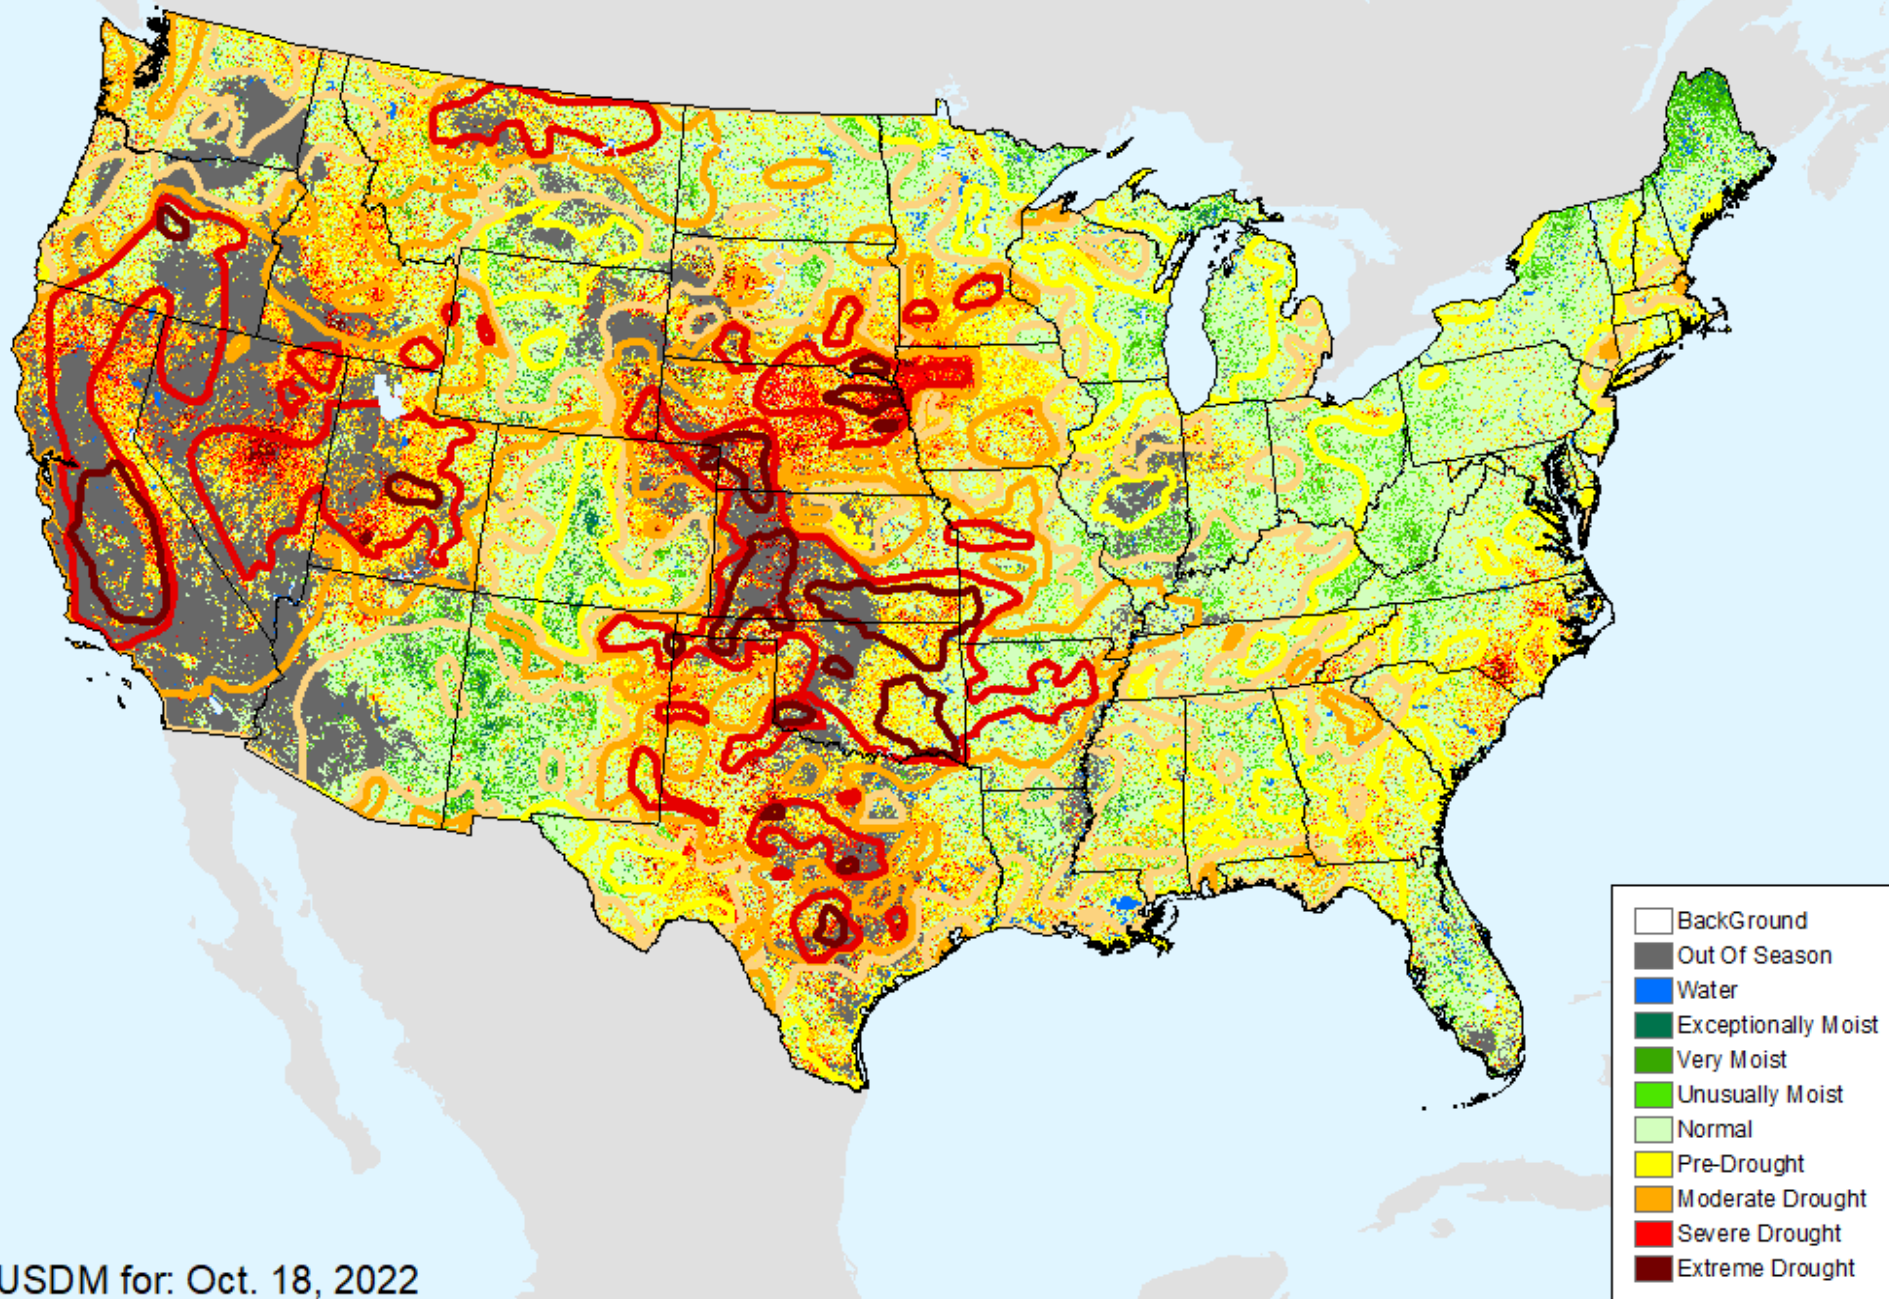 BackGround
Out Of Season
Water
Exceptionally Moist
Very Moist
Unusually Moist
Normal
Pre-Drought
Moderate Drought
Severe Drought
Extreme Drought
USDM for: Oct. 18, 2022